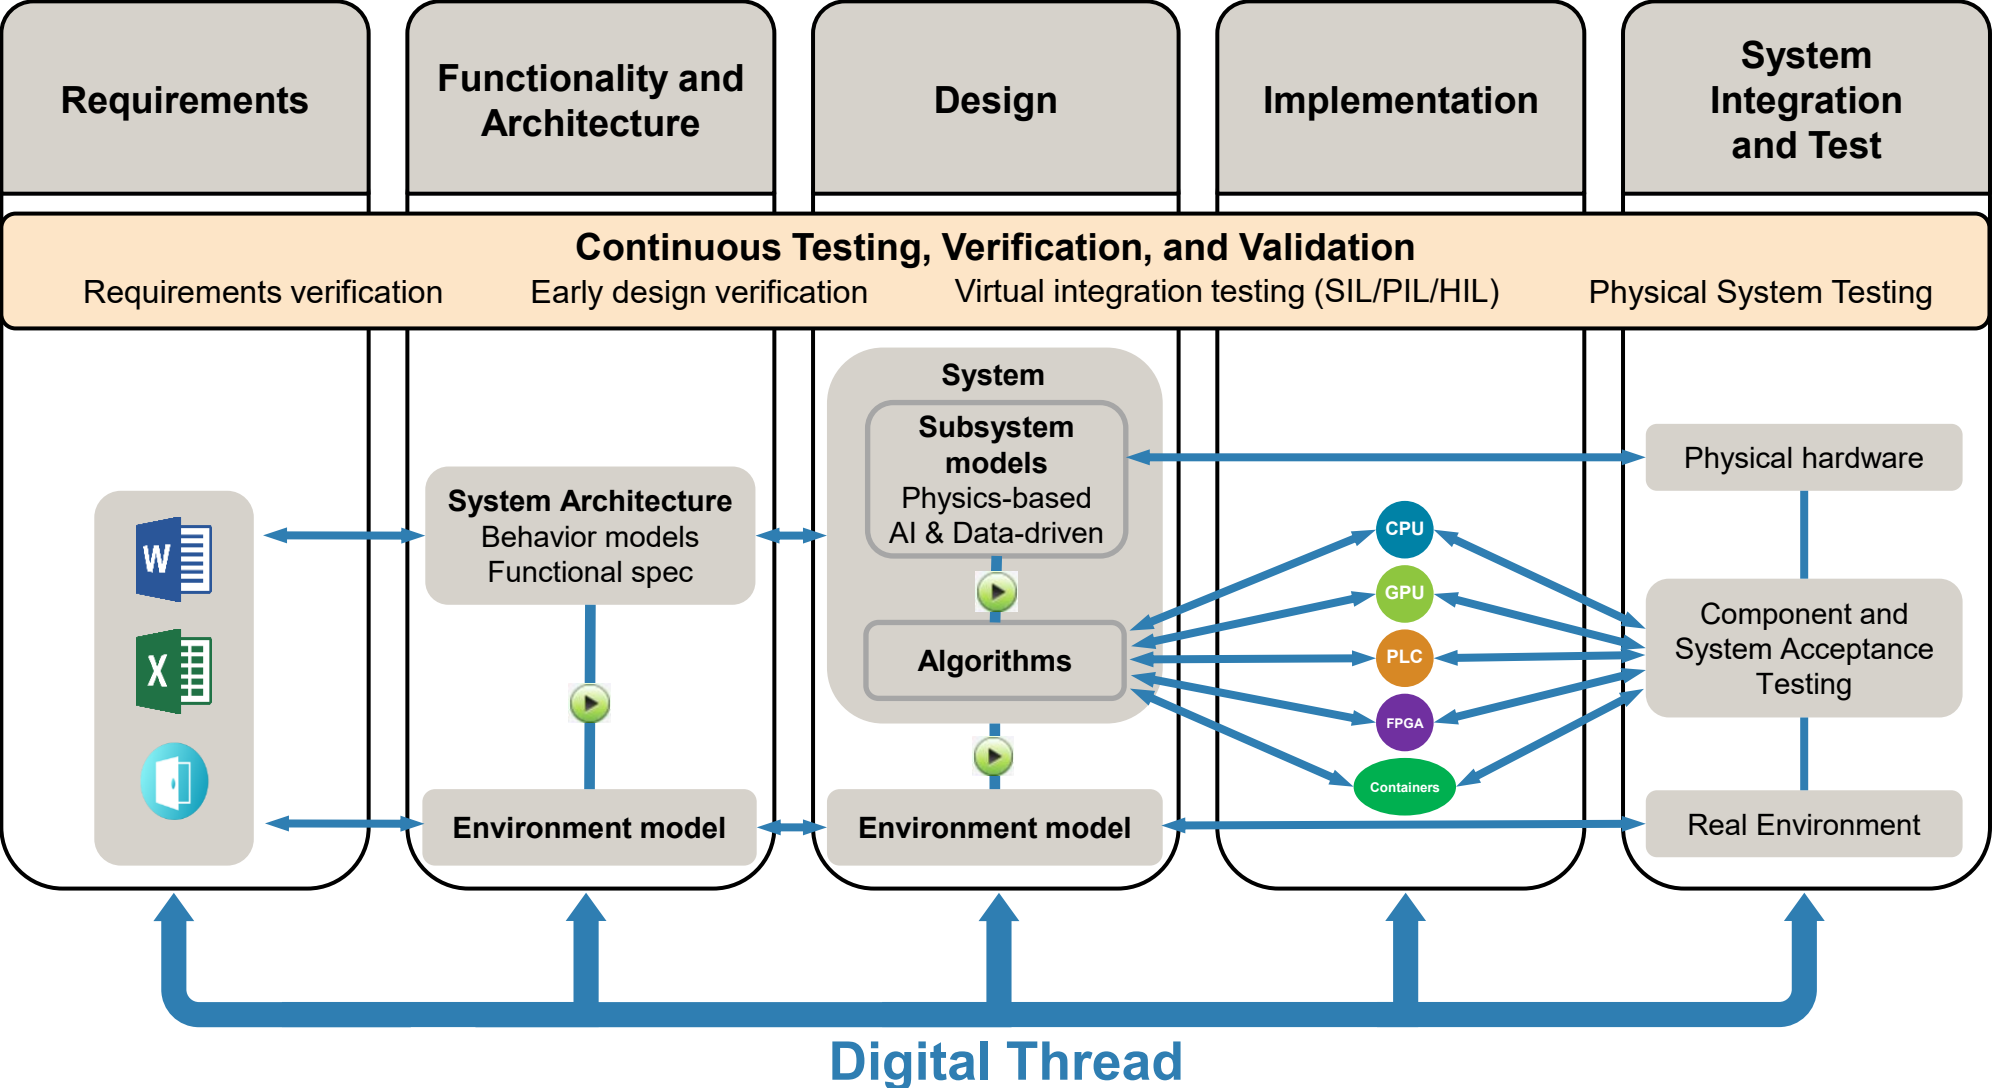 Requirements
Functionality and
Architecture
Design
Implementation
System
Integration
and Test
Continuous Testing, Verification, and Validation
Requirements verification
Early design verification
Virtual integration testing (SIL/PIL/HIL)
Physical System Testing
W
X
System Architecture
Behavior models
Functional spec
Environment model
System
Subsystem
models
Physics-based
AI & Data-driven
Algorithms
Environment model
CPU
GPU
PLC
FPGA
Containers
Physical hardware
Component and
System Acceptance
Testing
Real Environment
Digital Thread